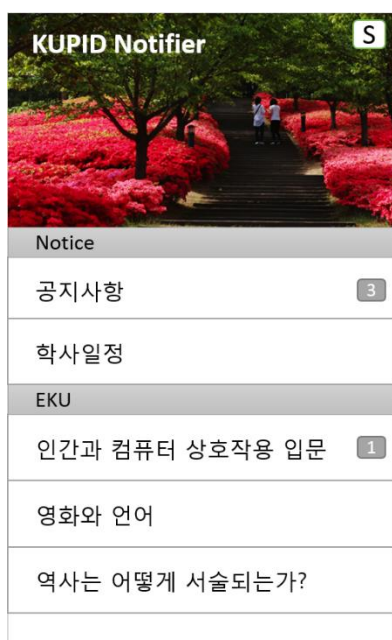 KUPID Notifier
S
Notice
공지사항 3
학사일정
EKU
인간과 컴퓨터 상호작용 입문 1
영화와 언어
역사는 어떻게 서술되는가?